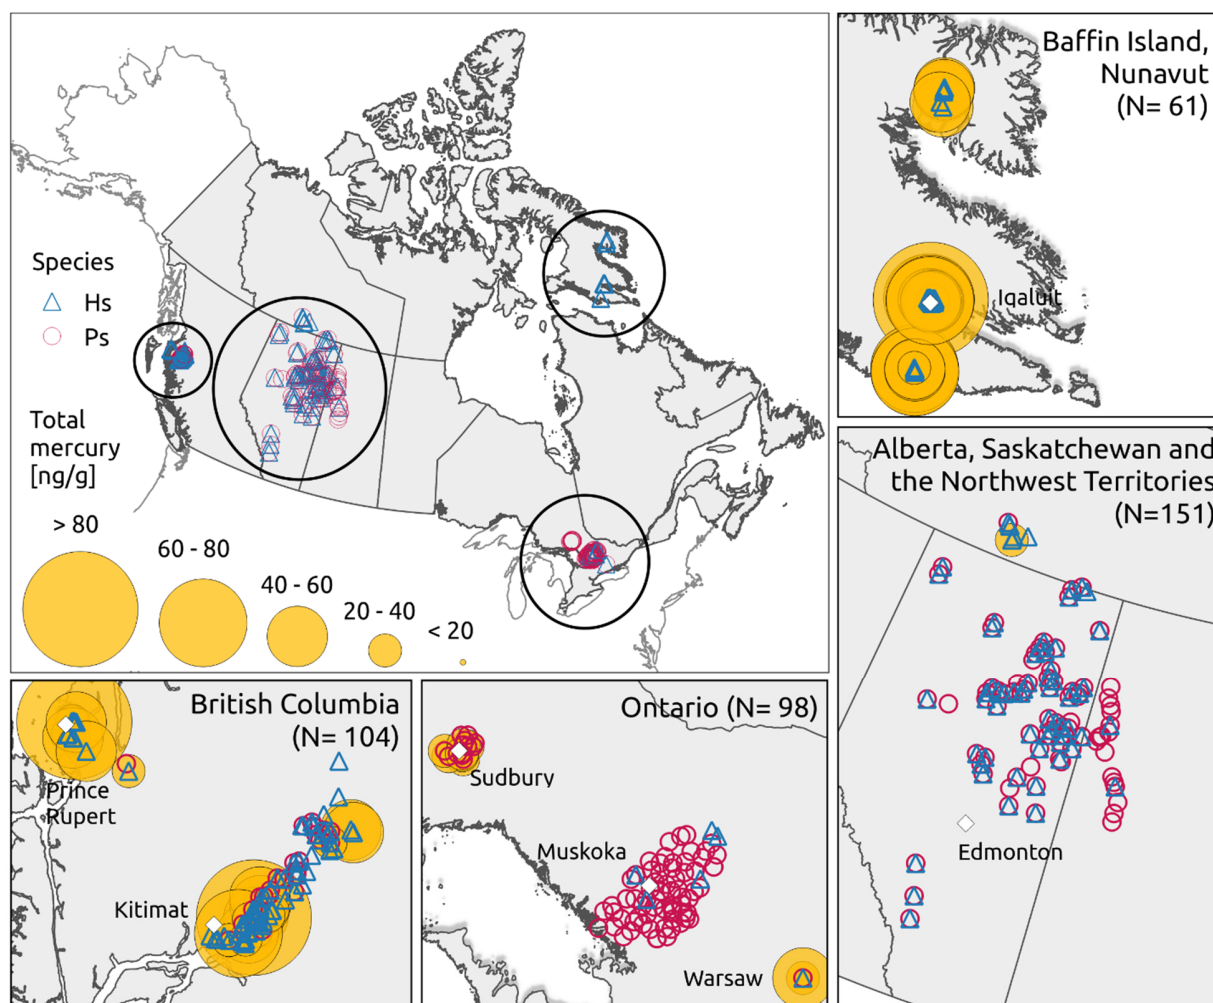 Species
Hs
Ps
Total
mercury
[ng/g]
> 80
60 - 80
40 - 60
20 - 40
< 20
Baffin Island,
Nunavut
(N= 61)
Iqaluit
Alberta, Saskatchewan and
the Northwest Territories
(N=151)
Edmonton
British Columbia
(N= 104)
Prince
Rupert
Kitimat
Ontario (N= 98)
Sudbury
Muskoka
Warsaw